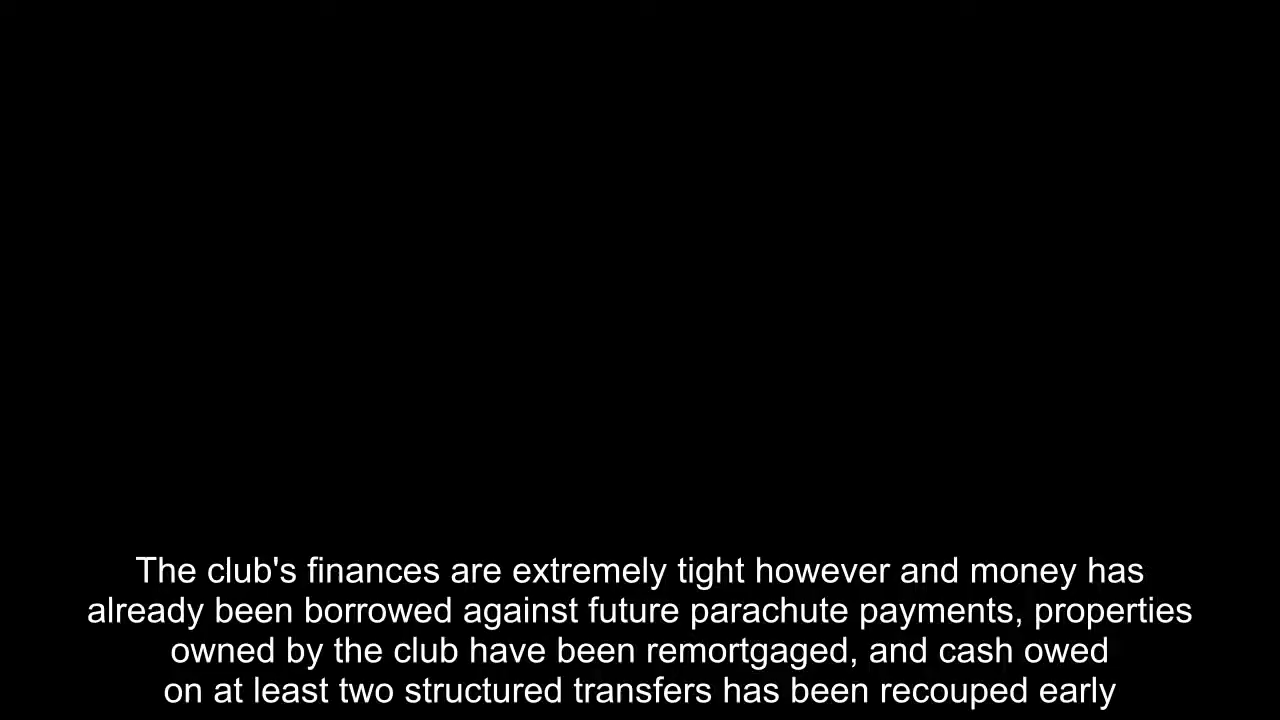 The club's finances are extremely tight however and money has
already been borrowed against future parachute payments, properties
owned by the club have been remortgaged, and cash owed
on at least two structured transfers has been recouped early